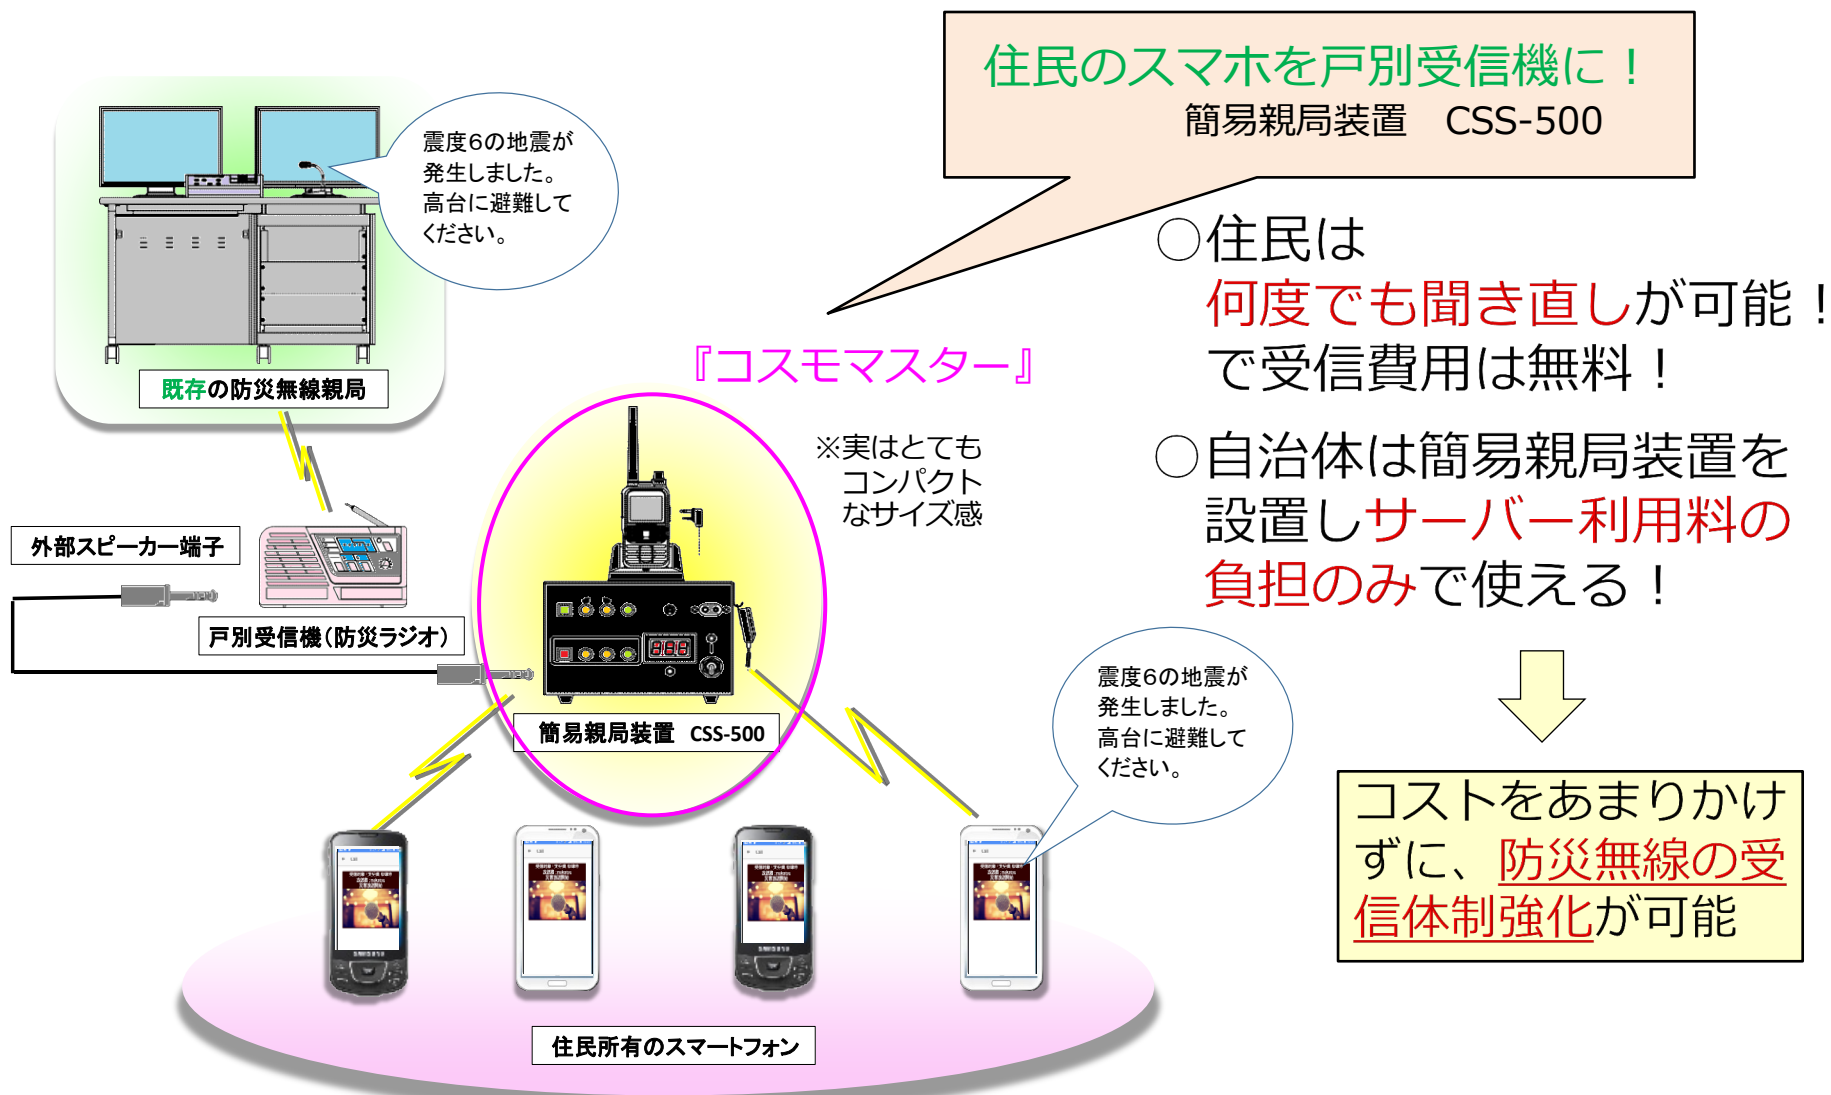 住民のスマホを戸別受信機に！
簡易親局装置　CSS-500
震度6の地震が
発生しました。
高台に避難して
ください。
既存の防災無線親局
『コスモマスター』
※実はとても
コンパクト
なサイズ感
外部スピーカー端子
戸別受信機（防災ラジオ）
簡易親局装置 CSS-500
震度6の地震が
発生しました。
高台に避難して
ください。
住民所有のスマートフォン
○住民は
何度でも聞き直しが可能！
で受信費用は無料！
○自治体は簡易親局装置を
設置しサーバー利用料の
負担のみで使える！
コストをあまりかけ
ずに、防災無線の受
信体制強化が可能